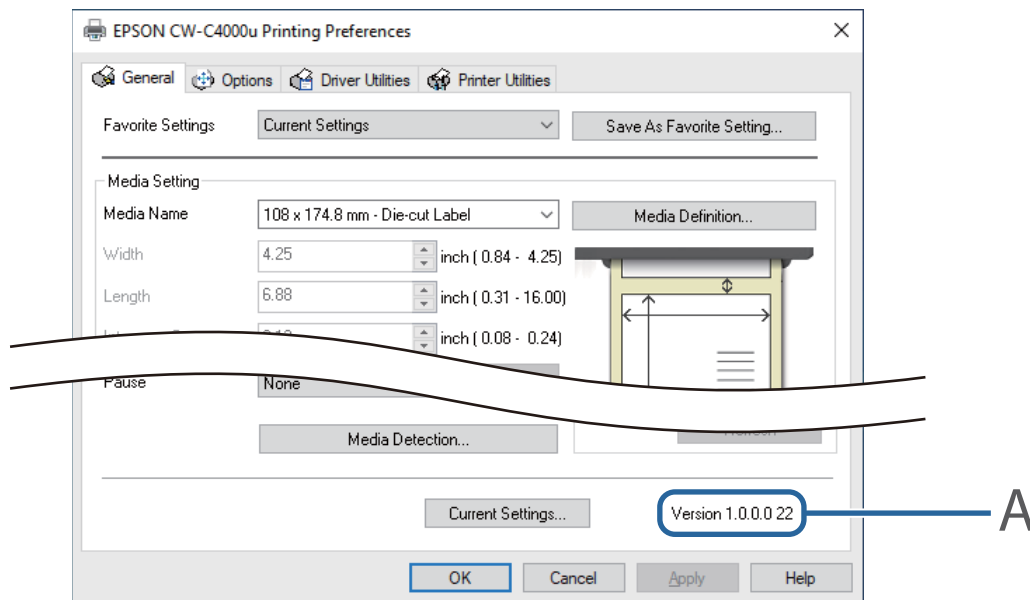 EPSON CW-C4000u Printing Preferences
General Options Driver Utilities Printer Utilities
Favorite Settings Current Settings Save As Favorite Setting...
Media Setting
Media Name 108 x 174.8 mm - Die-cut Label Media Definition...
Width 4.25 inch ( 0.84 - 4.25)
Length 6.88 inch ( 0.31 - 16.00)
inch ( 0.08 - 0.24)
Pause None
Media Detection...
Current Settings... Version 1.0.0.0 22 A
OK Cancel Apply Help